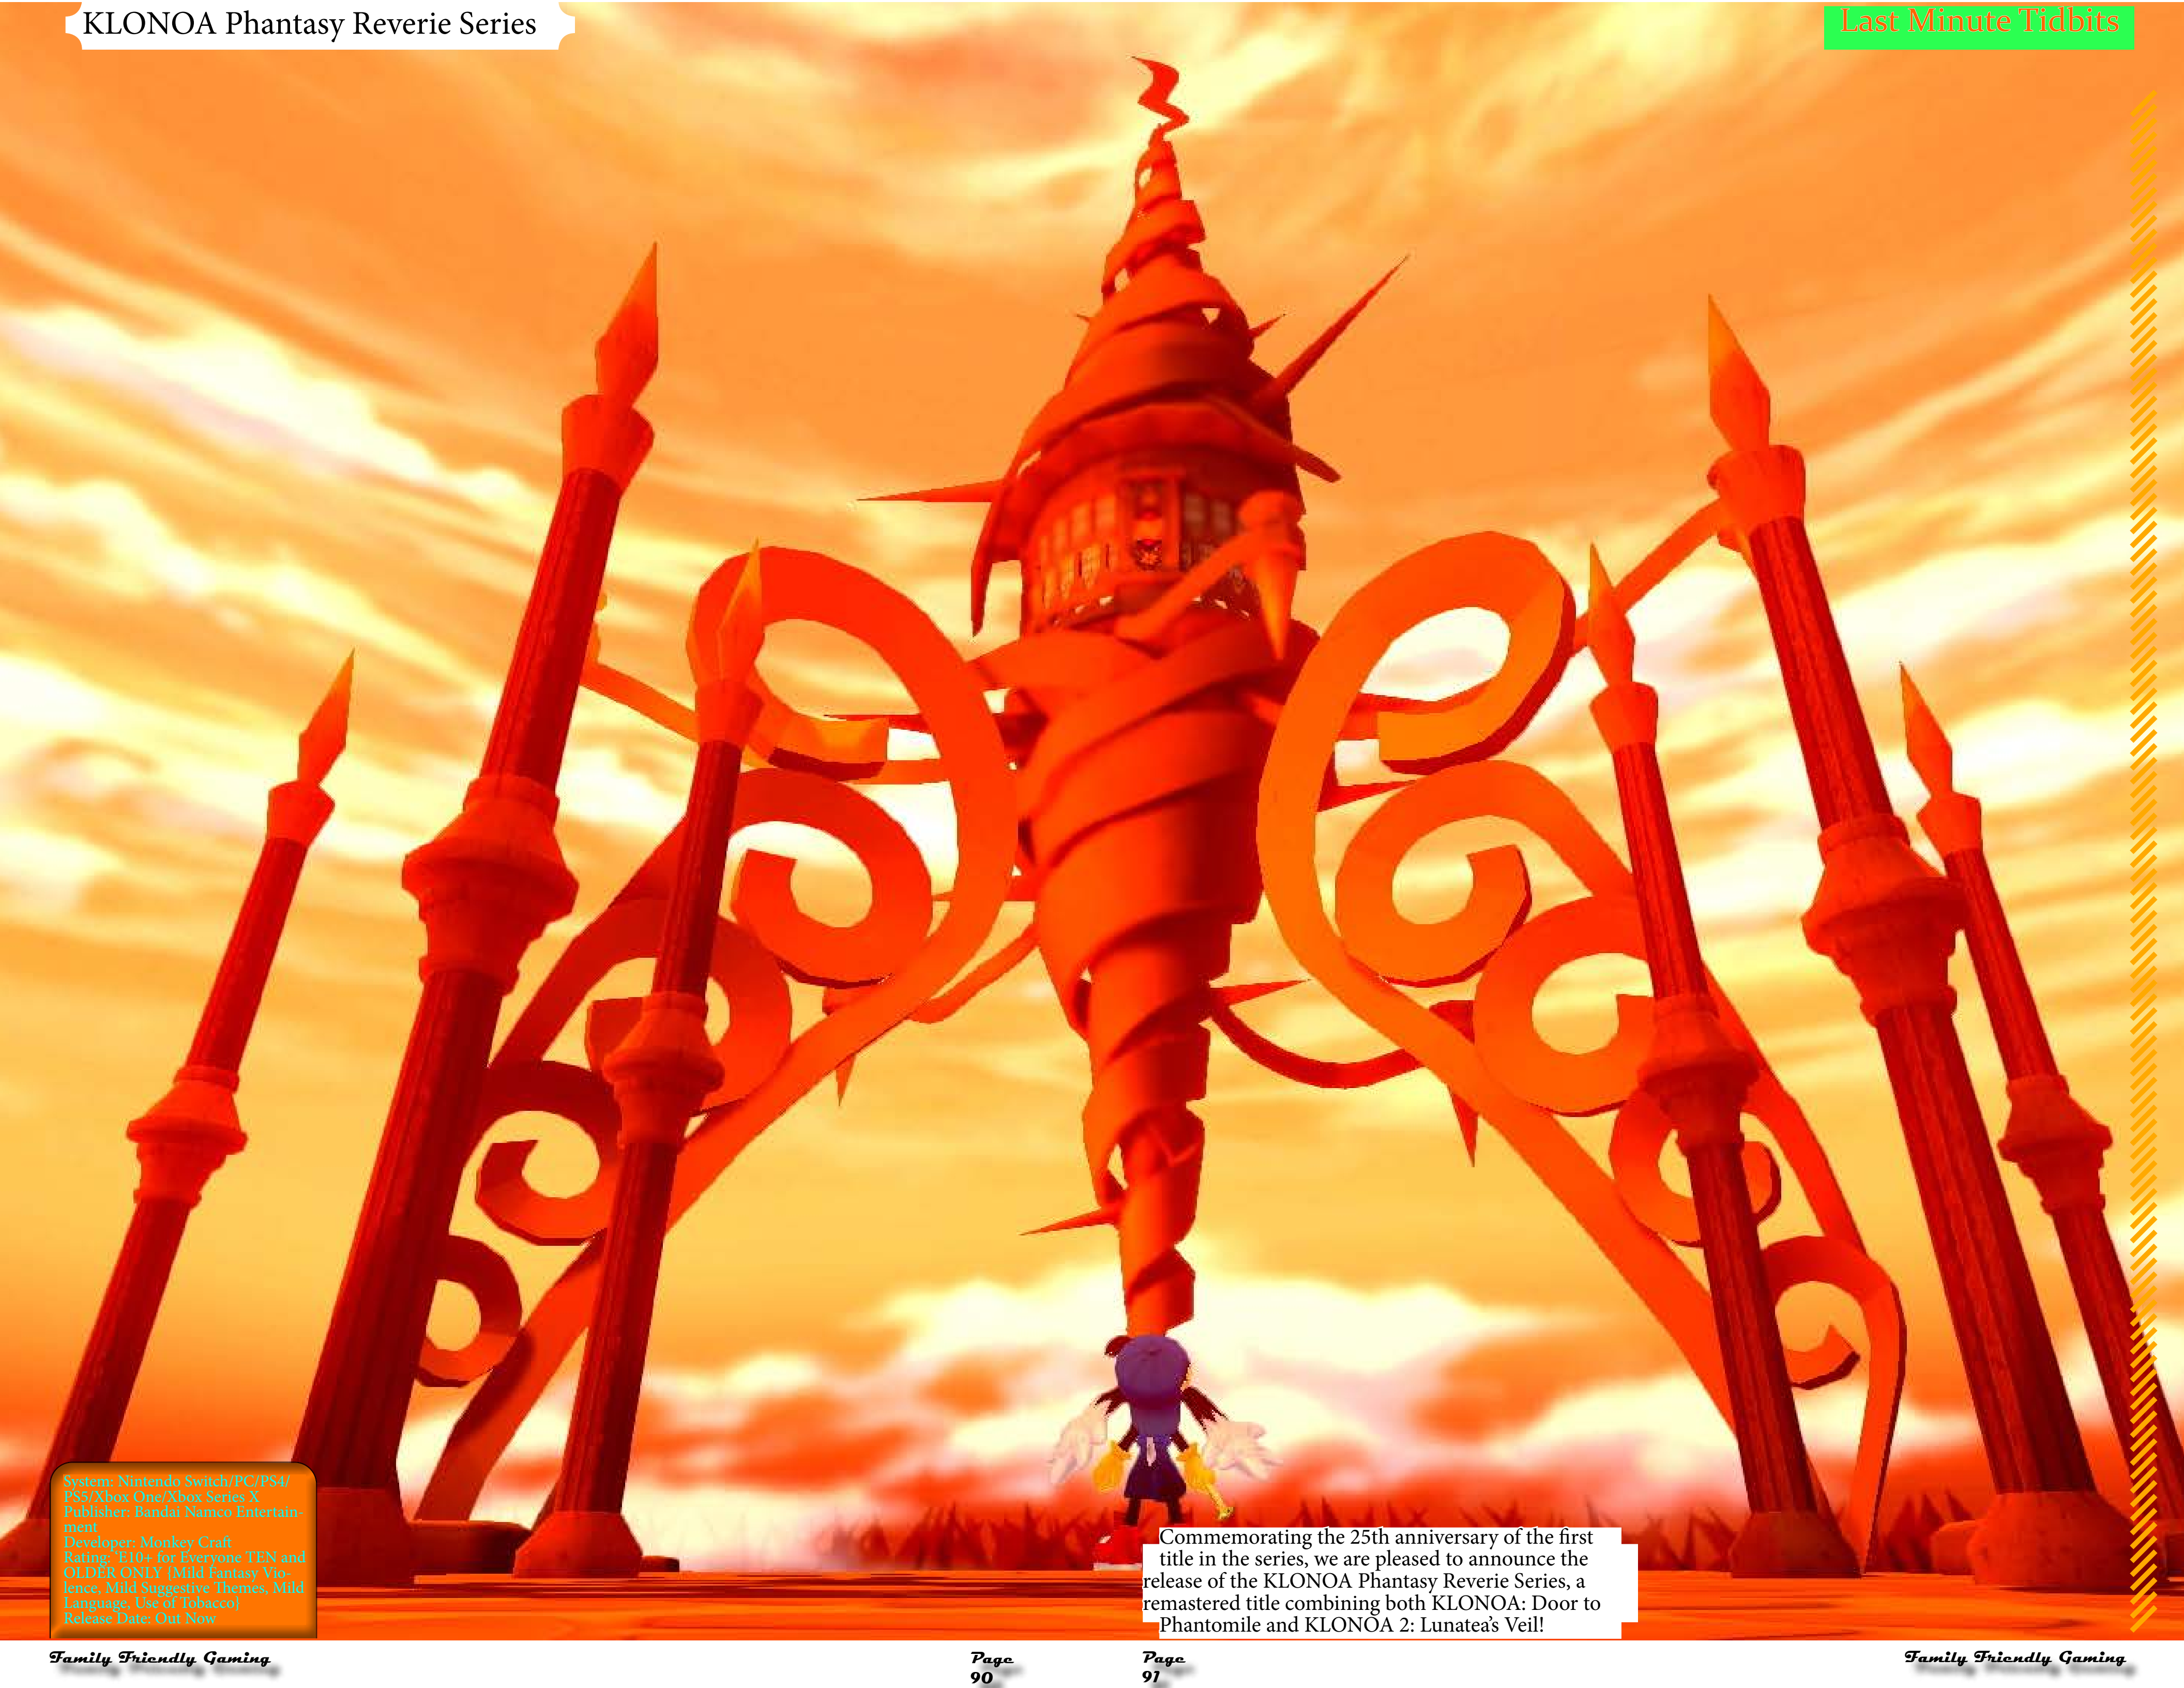 KLONOA Phantasy Reverie Series
Last Minute Tidbits
System: Nintendo Switch/PC/PS4/
PS5/Xbox One/Xbox Series X
Publisher: Bandai Namco Entertain-
ment
Developer: Monkey Craft
Rating: 'E10+ for Everyone TEN and
OLDER ONLY {Mild Fantasy Vio-
lence, Mild Suggestive Themes, Mild
Language, Use of Tobacco}
Release Date: Out Now
Commemorating the 25th anniversary of the first
title in the series, we are pleased to announce the
release of the KLONOA Phantasy Reverie Series, a
remastered title combining both KLONOA: Door to
Phantomile and KLONOA 2: Lunatea's Veil!
Family Friendly Gaming
Page
90
Page
91
Family Friendly Gaming